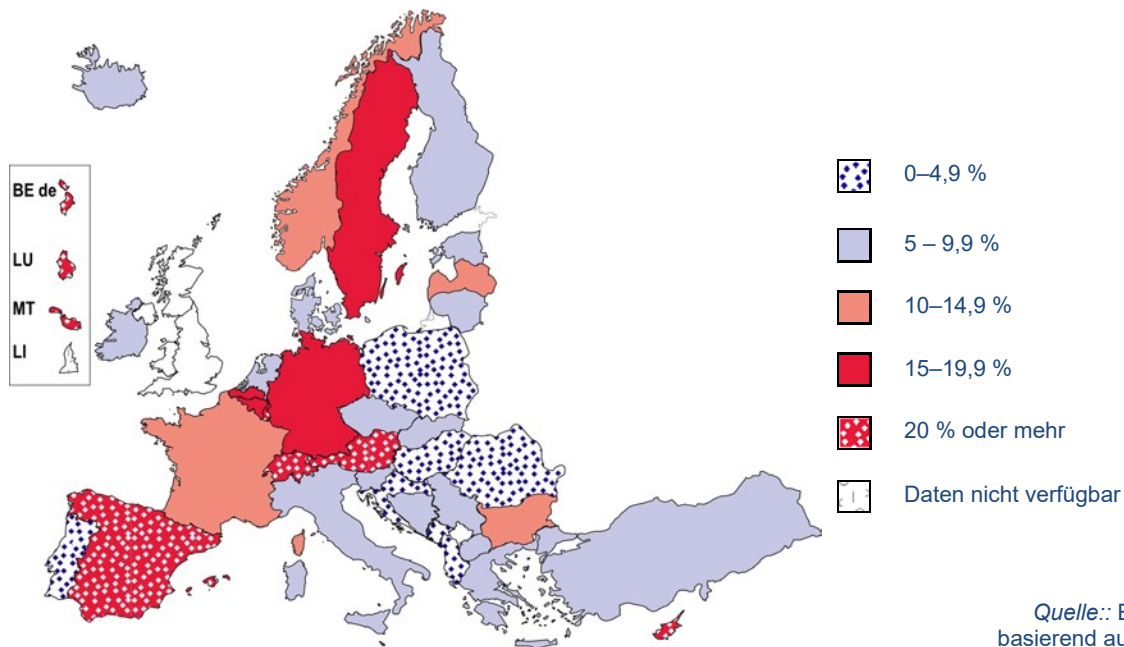 BE de
LU
MT
LI
0–4,9 %
5 – 9,9 %
10–14,9 %
15–19,9 %
20 % oder mehr
Daten nicht verfügbar
Quelle:: E
basierend au